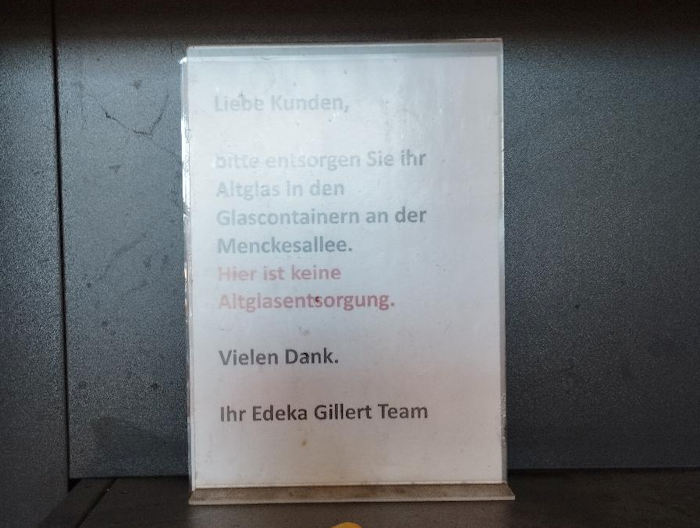 Liebe Kunden,
bitte entsorgen Sie ihr
Altglas in den
Glascontainern an der
Menckesallee.
Hier ist keine
Altglasentsorgung.
Vielen Dank.
Ihr Edeka Gillert Team